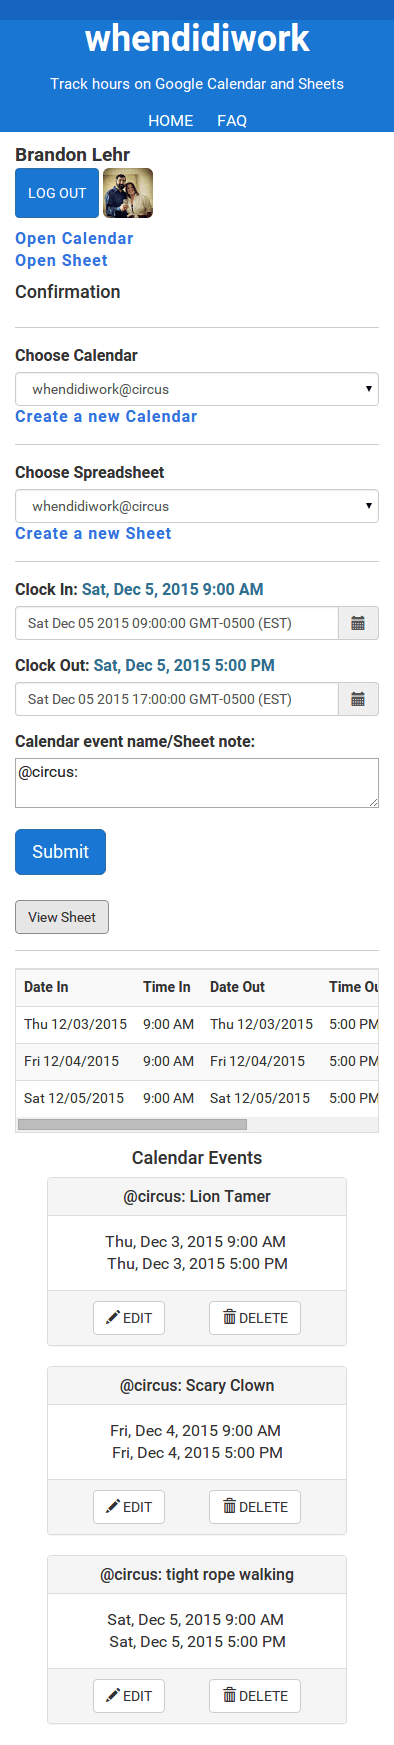 whendidiwork
Track hours on Google Calendar and Sheets
HOME FAQ
Brandon Lehr
LOG OUT
Open Calendar
Open Sheet
Confirmation
Choose Calendar
whendidiwork@circus
Create a new Calendar
Choose Spreadsheet
whendidiwork@circus
Create a new Sheet
Clock In: Sat, Dec 5, 2015 9:00 AM
Sat Dec 05 2015 09:00:00 GMT-0500 (EST)
Clock Out: Sat, Dec 5, 2015 5:00 PM
Sat Dec 05 2015 17:00:00 GMT-0500 (EST)
Calendar event name/Sheet note:
@circus:
Submit
View Sheet
Date In Time In Date Out Time Ou
Thu 12/03/2015 9:00 AM Thu 12/03/2015 5:00 PM
Fri 12/04/2015 9:00 AM Fri 12/04/2015 5:00 PM
Sat 12/05/2015 9:00 AM Sat 12/05/2015 5:00 PM
Calendar Events
@circus: Lion Tamer
Thu, Dec 3, 2015 9:00 AM
Thu, Dec 3, 2015 5:00 PM
EDIT DELETE
@circus: Scary Clown
Fri, Dec 4, 2015 9:00 AM
Fri, Dec 4, 2015 5:00 PM
EDIT DELETE
@circus: tight rope walking
Sat, Dec 5, 2015 9:00 AM
Sat, Dec 5, 2015 5:00 PM
EDIT DELETE